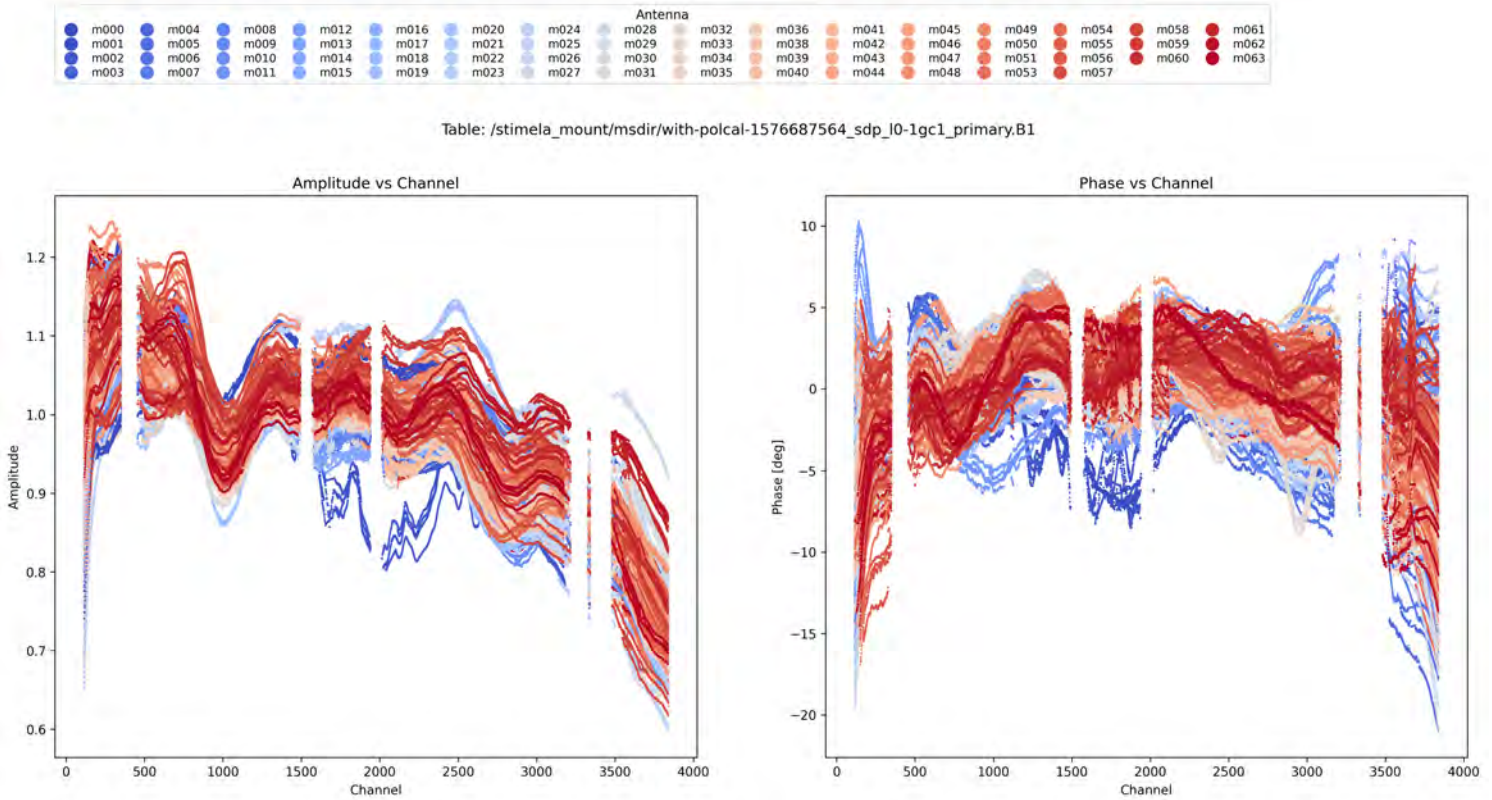 Antenna
m000 m004 m008 m012 m016 m020 m024 m028 m032 m036 m041 m045 m049 m054 m058 m061
m001 m005 m009 m013 m017 m021 m025 m029 m033 m038 m042 m046 m050 m055 m059 m062
m002 m006 m010 m014 m018 m022 m026 m030 m034 m039 m043 m047 m051 m056 m060 m063
m003 m007 m011 m015 m019 m023 m027 m031 m035 m040 m044 m048 m053 m057
Table: /stimela_mount/msdir/with-polcal-1576687564_sdp_l0-1gc1_primary.B1
Amplitude vs Channel
1.2
1.1
1.0
0.9
0.8
0.7
0.6
Amplitude
0 500 1000 1500 2000 2500 3000 3500 4000
Channel
Phase vs Channel
10
5
0
−5
−10
−15
−20
Phase [deg]
0 500 1000 1500 2000 2500 3000 3500 4000
Channel